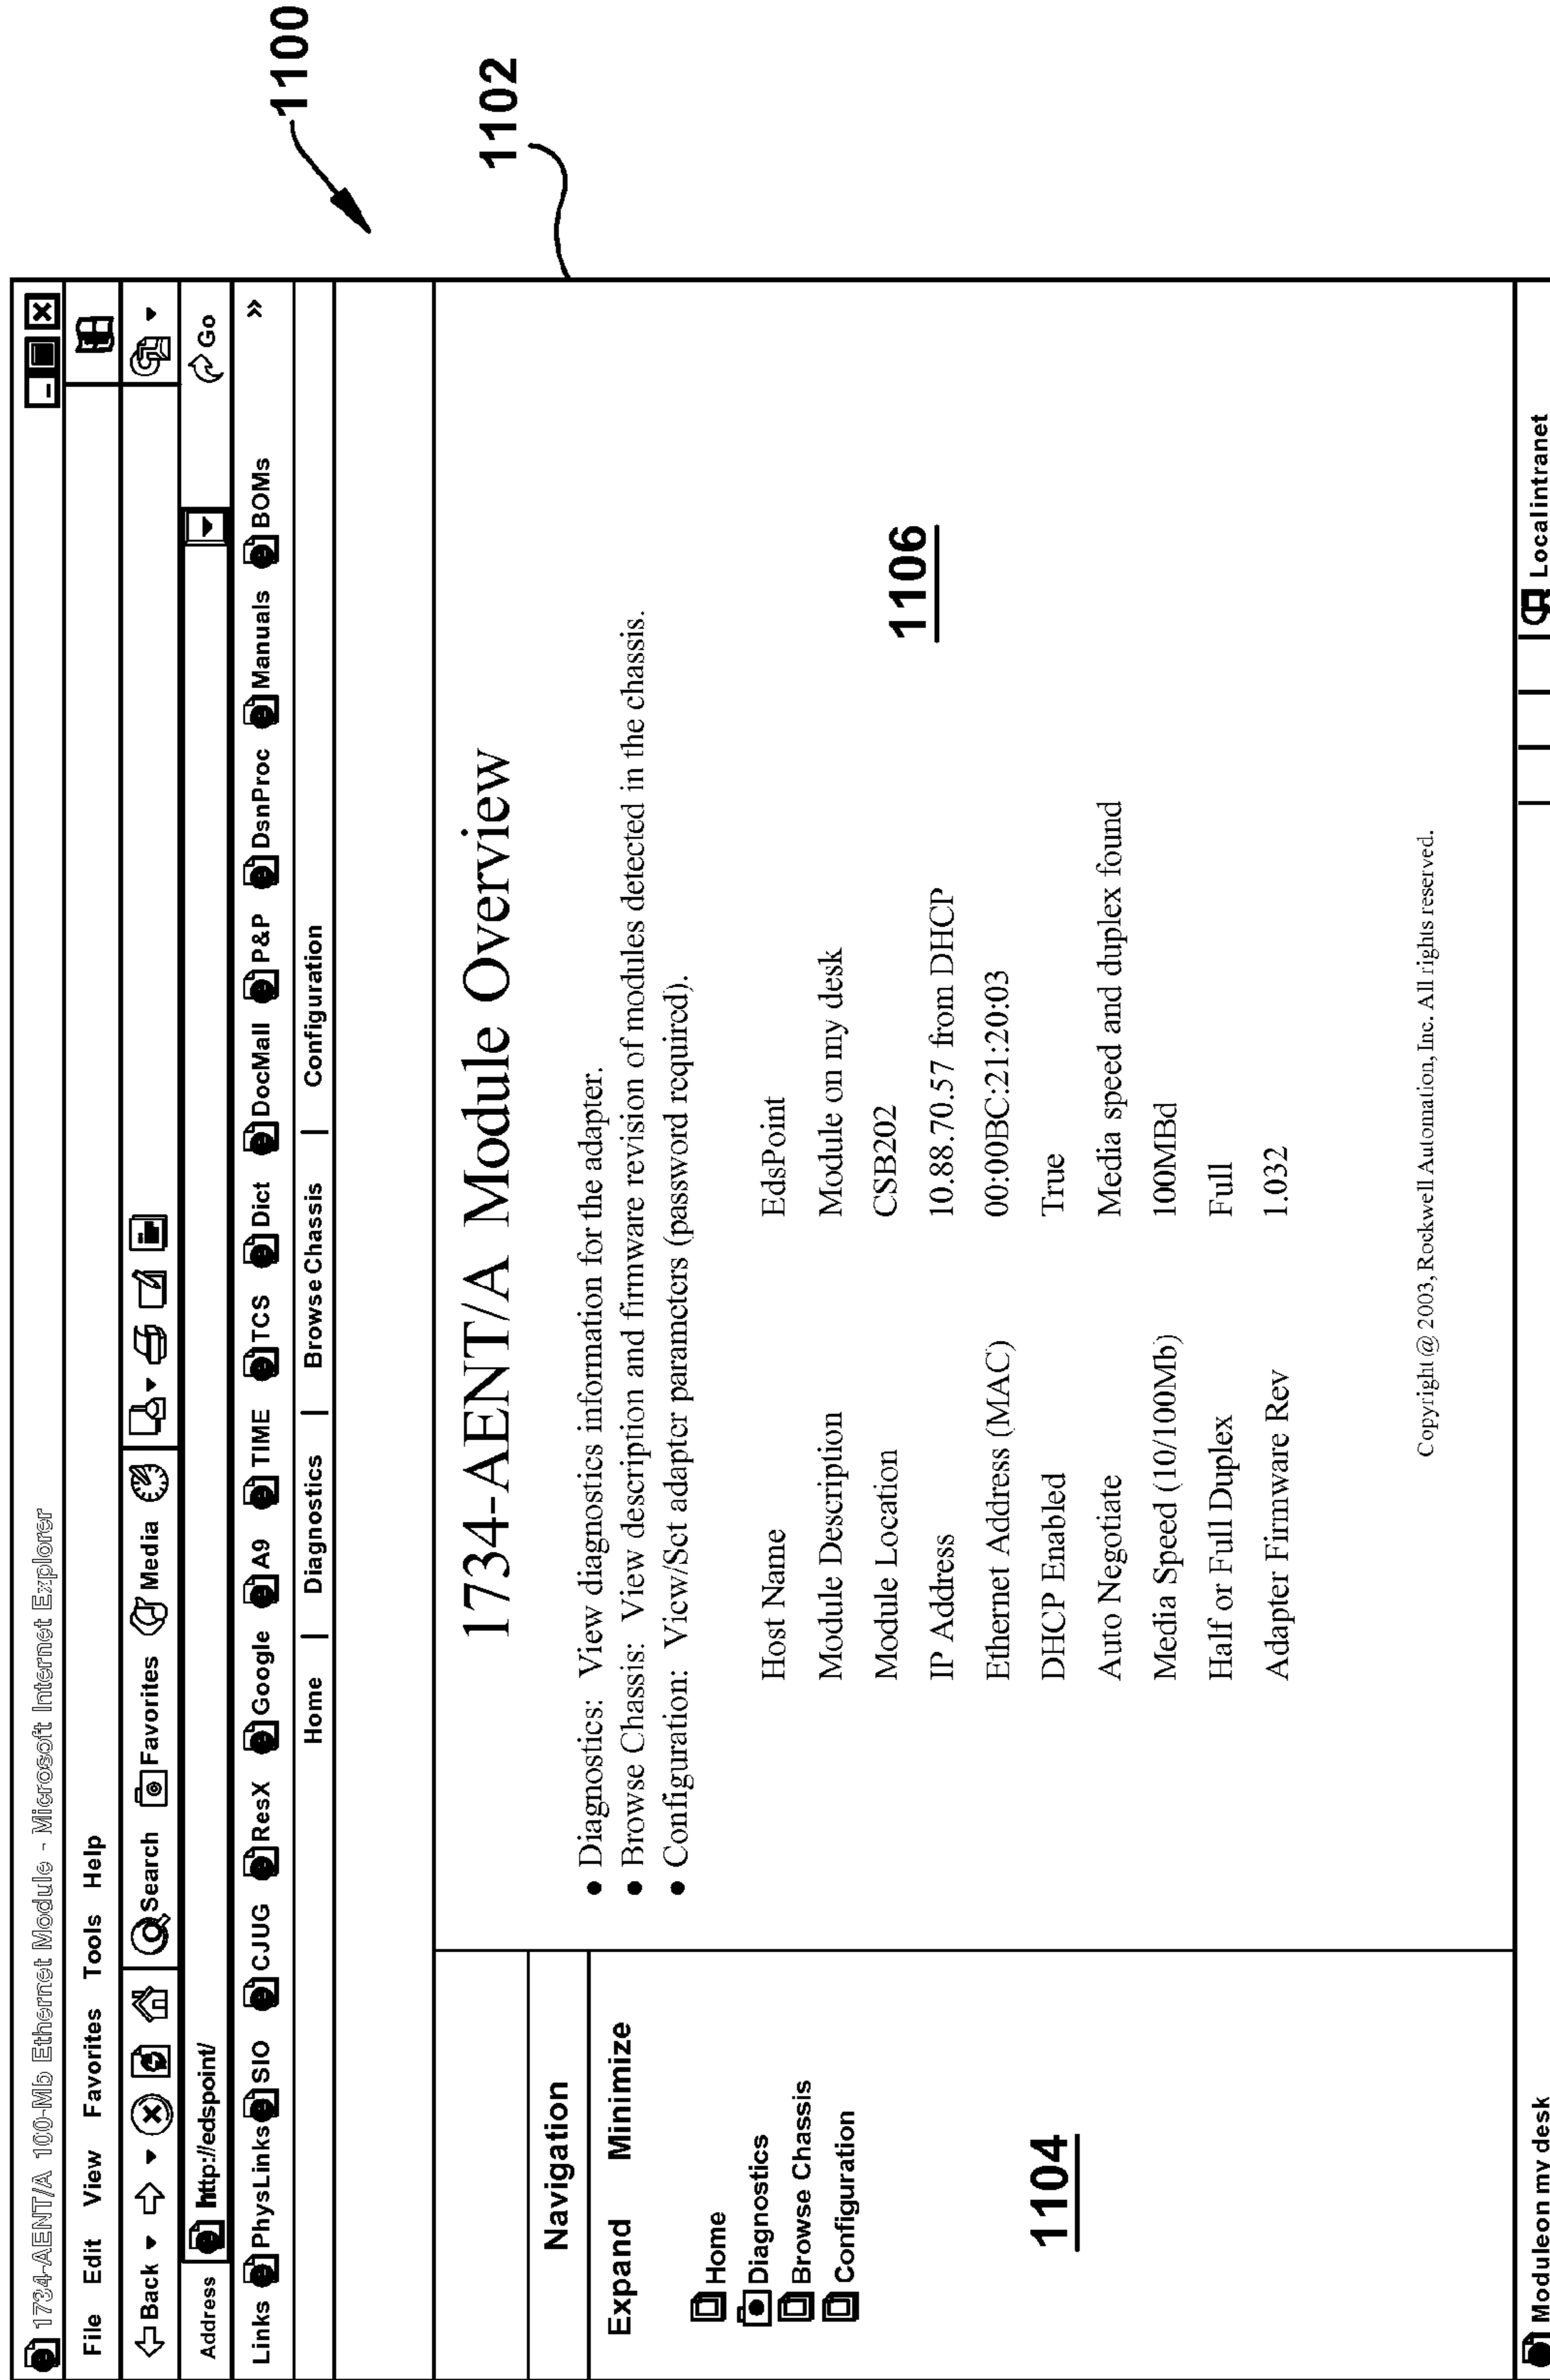 1100
1102
1734-AENT/A 100-Mb Ethernet Module - Microsoft Internet Explorer
File Edit View Favorites Tools Help
Back Search Favorites Media
Address http://edspoint/ Go
Links PhysLinks SIO CJUG ResX Google A9 TIME TCS Dict DocMall P&P DsnProc Manuals BOMs »
Home | Diagnostics | Browse Chassis | Configuration
Navigation
Expand Minimize
Home
Diagnostics
Browse Chassis
Configuration
1104
1734-AENT/A Module Overview
• Diagnostics: View diagnostics information for the adapter.
• Browse Chassis: View description and firmware revision of modules detected in the chassis.
• Configuration: View/Set adapter parameters (password required).
Host Name EdsPoint
Module Description Module on my desk
Module Location CSB202
IP Address 10.88.70.57 from DHCP
Ethernet Address (MAC) 00:00BC:21:20:03
DHCP Enabled True
Auto Negotiate Media speed and duplex found
Media Speed (10/100Mb) 100MBd
Half or Full Duplex Full
Adapter Firmware Rev 1.032
1106
Copyright @ 2003, Rockwell Automation, Inc. All rights reserved.
Moduleon my desk Localintranet